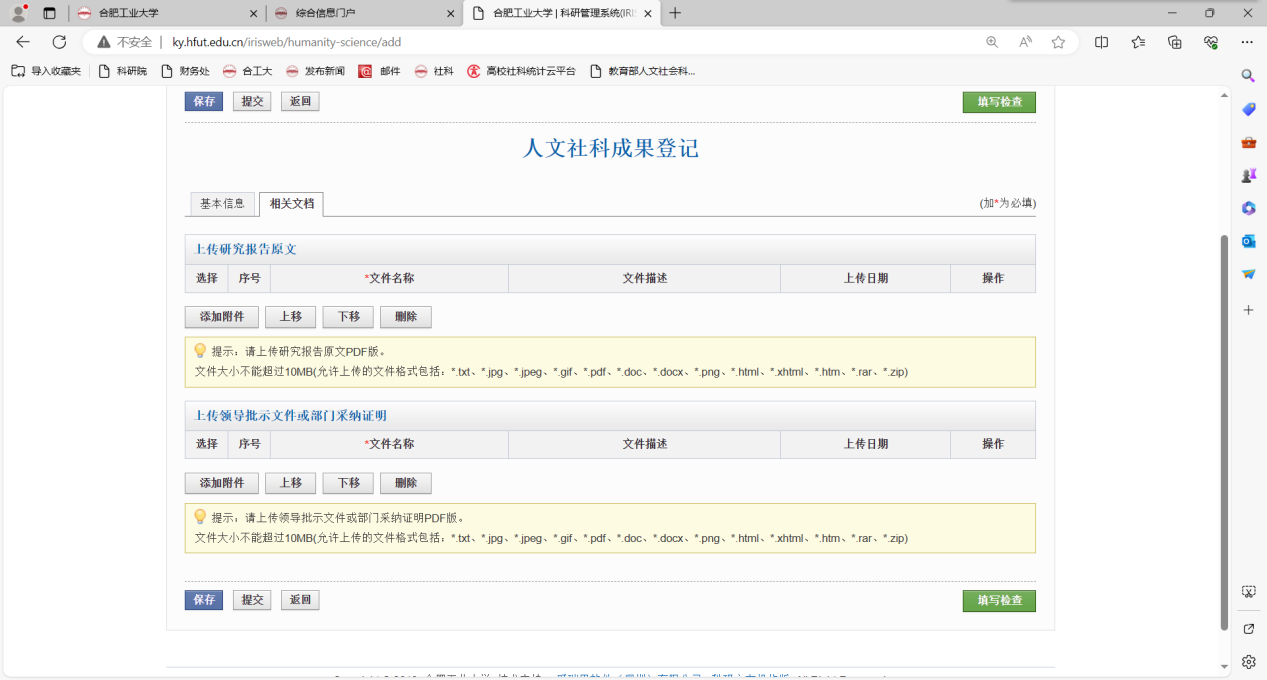 合肥工业大学
综合信息门户
合肥工业大学 | 科研管理系统(IRI
不安全 | ky.hfut.edu.cn/irisweb/humanity-science/add
导入收藏夹 科研院 财务处 合工大 发布新闻 邮件 社科 高校社科统计云平台 教育部人文社会科...
保存 提交 返回 填写检查
人文社科成果登记
基本信息 相关文档 (加*为必填)
上传研究报告原文
选择 序号 *文件名称 文件描述 上传日期 操作
添加附件 上移 下移 删除
提示：请上传研究报告原文PDF版。
文件大小不能超过10MB(允许上传的文件格式包括：*.txt、*.jpg、*.jpeg、*.gif、*.pdf、*.doc、*.docx、*.png、*.html、*.xhtml、*.htm、*.rar、*.zip)
上传领导批示文件或部门采纳证明
选择 序号 *文件名称 文件描述 上传日期 操作
添加附件 上移 下移 删除
提示：请上传领导批示文件或部门采纳证明PDF版。
文件大小不能超过10MB(允许上传的文件格式包括：*.txt、*.jpg、*.jpeg、*.gif、*.pdf、*.doc、*.docx、*.png、*.html、*.xhtml、*.htm、*.rar、*.zip)
保存 提交 返回 填写检查